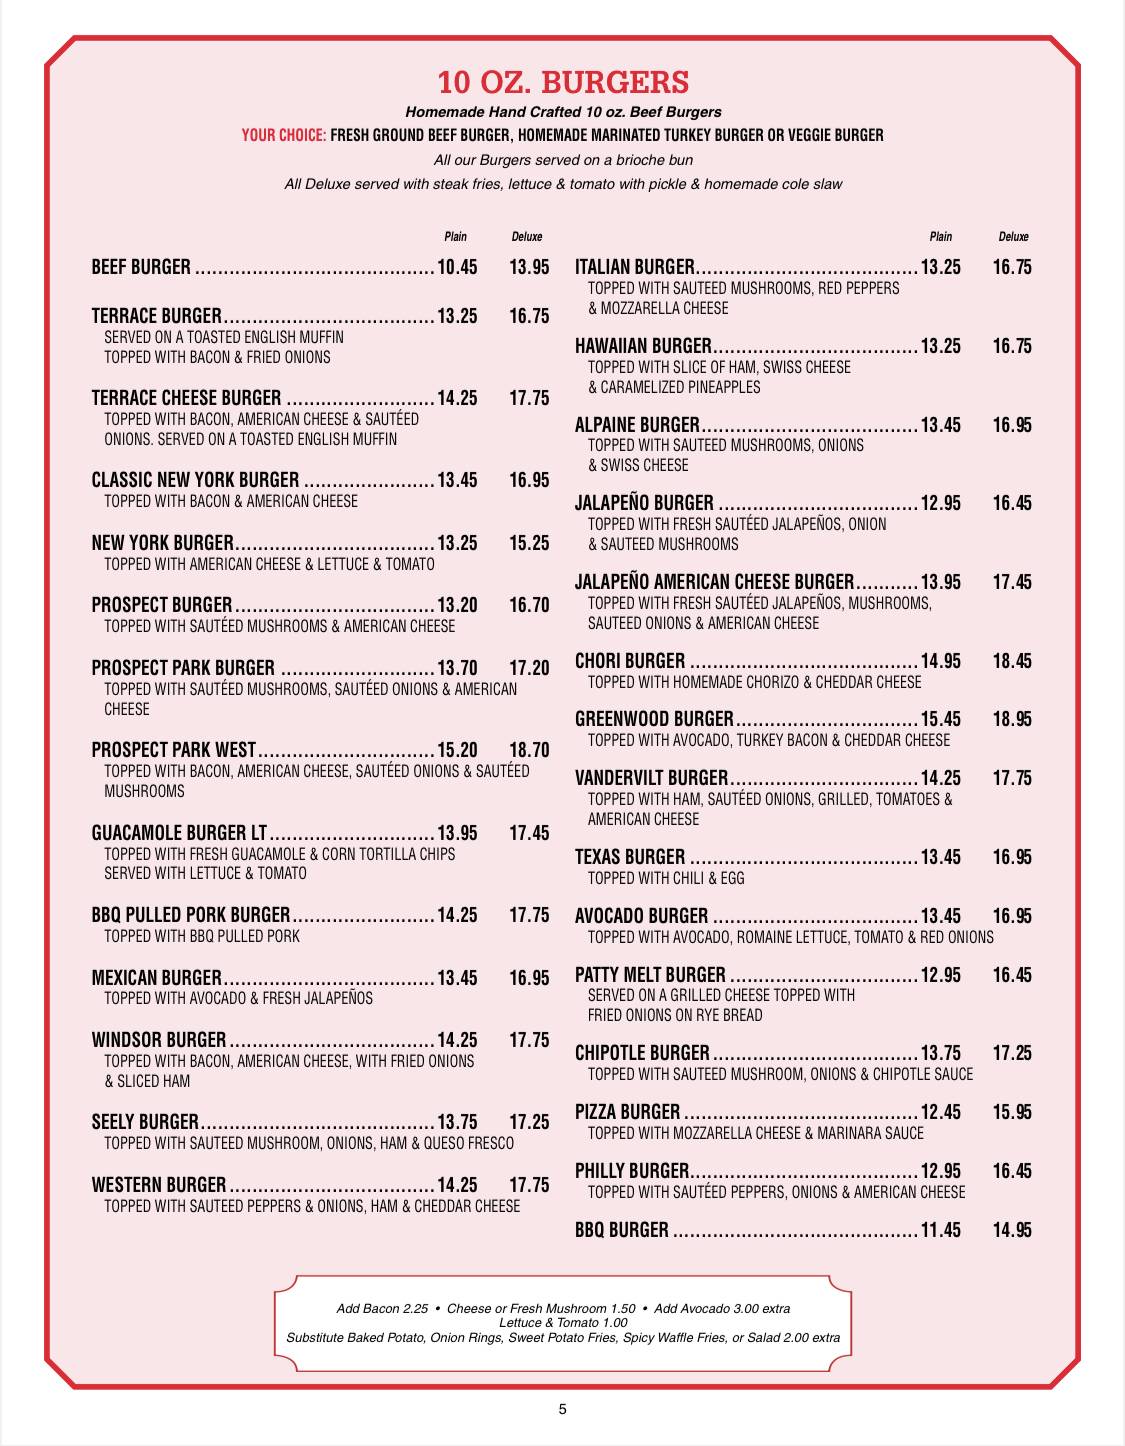 10 OZ. BURGERS
Homemade Hand Crafted 10 oz. Beef Burgers
YOUR CHOICE: FRESH GROUND BEEF BURGER, HOMEMADE MARINATED TURKEY BURGER OR VEGGIE BURGER
All our Burgers served on a brioche bun
All Deluxe served with steak fries, lettuce & tomato with pickle & homemade cole slaw
Plain Deluxe
BEEF BURGER 10.45 13.95
TERRACE BURGER 13.25 16.75
SERVED ON A TOASTED ENGLISH MUFFIN
TOPPED WITH BACON & FRIED ONIONS
TERRACE CHEESE BURGER 14.25 17.75
TOPPED WITH BACON, AMERICAN CHEESE & SAUTÉED
ONIONS. SERVED ON A TOASTED ENGLISH MUFFIN
CLASSIC NEW YORK BURGER 13.45 16.95
TOPPED WITH BACON & AMERICAN CHEESE
NEW YORK BURGER 13.25 15.25
TOPPED WITH AMERICAN CHEESE & LETTUCE & TOMATO
PROSPECT BURGER 13.20 16.70
TOPPED WITH SAUTÉED MUSHROOMS & AMERICAN CHEESE
PROSPECT PARK BURGER 13.70 17.20
TOPPED WITH SAUTÉED MUSHROOMS, SAUTÉED ONIONS & AMERICAN
CHEESE
PROSPECT PARK WEST 15.20 18.70
TOPPED WITH BACON, AMERICAN CHEESE, SAUTÉED ONIONS & SAUTÉED
MUSHROOMS
GUACAMOLE BURGER LT 13.95 17.45
TOPPED WITH FRESH GUACAMOLE & CORN TORTILLA CHIPS
SERVED WITH LETTUCE & TOMATO
BBQ PULLED PORK BURGER 14.25 17.75
TOPPED WITH BBQ PULLED PORK
MEXICAN BURGER 13.45 16.95
TOPPED WITH AVOCADO & FRESH JALAPEÑOS
WINDSOR BURGER 14.25 17.75
TOPPED WITH BACON, AMERICAN CHEESE, WITH FRIED ONIONS
& SLICED HAM
SEELY BURGER 13.75 17.25
TOPPED WITH SAUTEED MUSHROOM, ONIONS, HAM & QUESO FRESCO
WESTERN BURGER 14.25 17.75
TOPPED WITH SAUTEED PEPPERS & ONIONS, HAM & CHEDDAR CHEESE
Plain Deluxe
ITALIAN BURGER 13.25 16.75
TOPPED WITH SAUTEED MUSHROOMS, RED PEPPERS
& MOZZARELLA CHEESE
HAWAIIAN BURGER 13.25 16.75
TOPPED WITH SLICE OF HAM, SWISS CHEESE
& CARAMELIZED PINEAPPLES
ALPAINE BURGER 13.45 16.95
TOPPED WITH SAUTEED MUSHROOMS, ONIONS
& SWISS CHEESE
JALAPEÑO BURGER 12.95 16.45
TOPPED WITH FRESH SAUTÉED JALAPEÑOS, ONION
& SAUTEED MUSHROOMS
JALAPEÑO AMERICAN CHEESE BURGER 13.95 17.45
TOPPED WITH FRESH SAUTÉED JALAPEÑOS, MUSHROOMS,
SAUTEED ONIONS & AMERICAN CHEESE
CHORI BURGER 14.95 18.45
TOPPED WITH HOMEMADE CHORIZO & CHEDDAR CHEESE
GREENWOOD BURGER 15.45 18.95
TOPPED WITH AVOCADO, TURKEY BACON & CHEDDAR CHEESE
VANDERVILT BURGER 14.25 17.75
TOPPED WITH HAM, SAUTÉED ONIONS, GRILLED, TOMATOES &
AMERICAN CHEESE
TEXAS BURGER 13.45 16.95
TOPPED WITH CHILI & EGG
AVOCADO BURGER 13.45 16.95
TOPPED WITH AVOCADO, ROMAINE LETTUCE, TOMATO & RED ONIONS
PATTY MELT BURGER 12.95 16.45
SERVED ON A GRILLED CHEESE TOPPED WITH
FRIED ONIONS ON RYE BREAD
CHIPOTLE BURGER 13.75 17.25
TOPPED WITH SAUTEED MUSHROOM, ONIONS & CHIPOTLE SAUCE
PIZZA BURGER 12.45 15.95
TOPPED WITH MOZZARELLA CHEESE & MARINARA SAUCE
PHILLY BURGER 12.95 16.45
TOPPED WITH SAUTÉED PEPPERS, ONIONS & AMERICAN CHEESE
BBQ BURGER 11.45 14.95
Add Bacon 2.25 • Cheese or Fresh Mushroom 1.50 • Add Avocado 3.00 extra
Lettuce & Tomato 1.00
Substitute Baked Potato, Onion Rings, Sweet Potato Fries, Spicy Waffle Fries, or Salad 2.00 extra
5